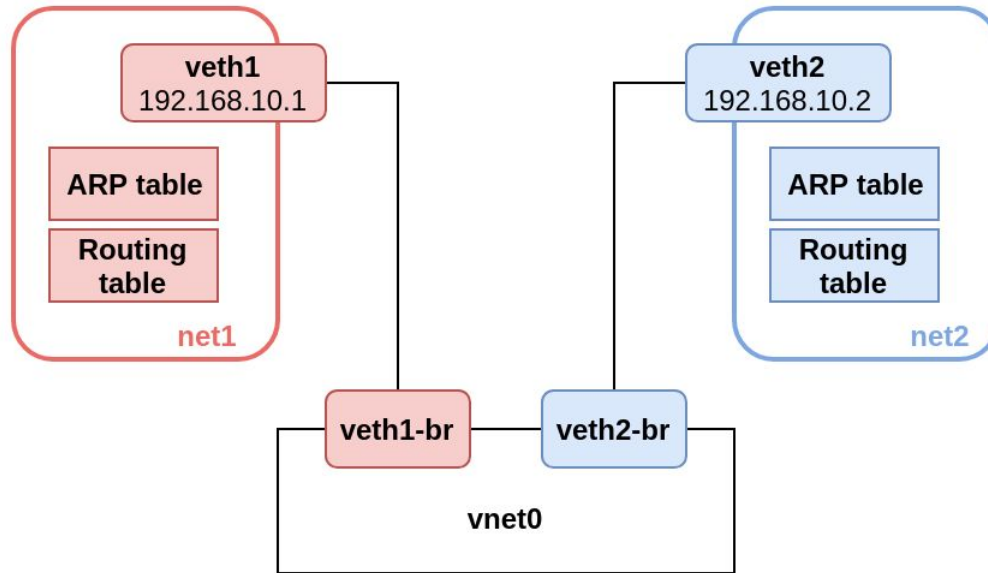 veth1
192.168.10.1
ARP table
Routing
table
net1
veth2
192.168.10.2
ARP table
Routing
table
net2
veth1-br
veth2-br
vnet0